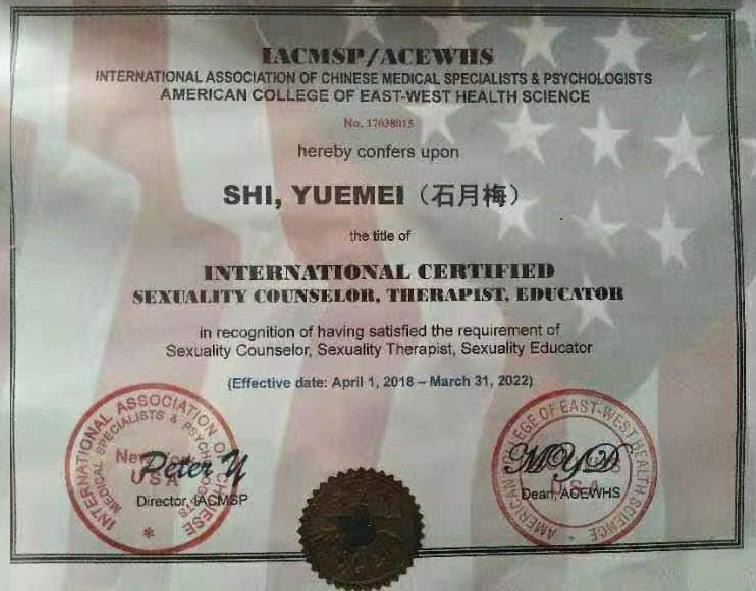 IACMSP/ACEWHS
INTERNATIONAL ASSOCIATION OF CHINESE MEDICAL SPECIALISTS & PSYCHOLOGISTS
AMERICAN COLLEGE OF EAST-WEST HEALTH SCIENCE
No. 17038015
hereby confers upon
SHI, YUEMEI（石月梅）
the title of
INTERNATIONAL CERTIFIED
SEXUALITY COUNSELOR, THERAPIST, EDUCATOR
in recognition of having satisfied the requirement of
Sexuality Counselor, Sexuality Therapist, Sexuality Educator
(Effective date: April 1, 2018 – March 31, 2022)
INTERNATIONAL ASSOCIATION OF CHINESE
MEDICAL SPECIALISTS & PSYCHOLOGISTS
New
USA
Peter Y
Director, IACMSP
AMERICAN COLLEGE OF EAST-WEST HEALTH SCIENCE
USA
Dean, ACEWHS